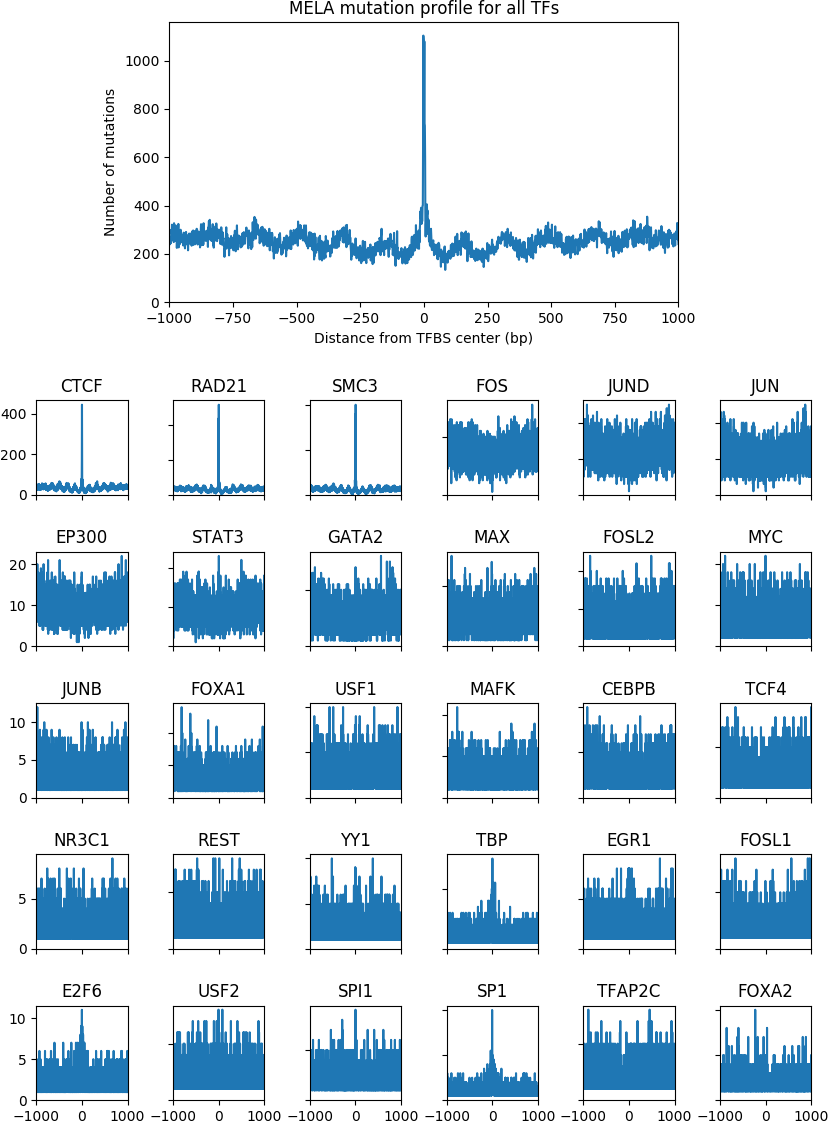 MELA mutation profile for all TFs
1000
800
600
400
200
0
Number of mutations
−1000 −750 −500 −250 0 250 500 750 1000
Distance from TFBS center (bp)
CTCF RAD21 SMC3 FOS JUND JUN
400
200
0
EP300 STAT3 GATA2 MAX FOSL2 MYC
20
10
0
JUNB FOXA1 USF1 MAFK CEBPB TCF4
10
5
0
NR3C1 REST YY1 TBP EGR1 FOSL1
5
0
E2F6 USF2 SPI1 SP1 TFAP2C FOXA2
10
5
0
−1000 0 1000 −1000 0 1000 −1000 0 1000 −1000 0 1000 −1000 0 1000 −1000 0 1000